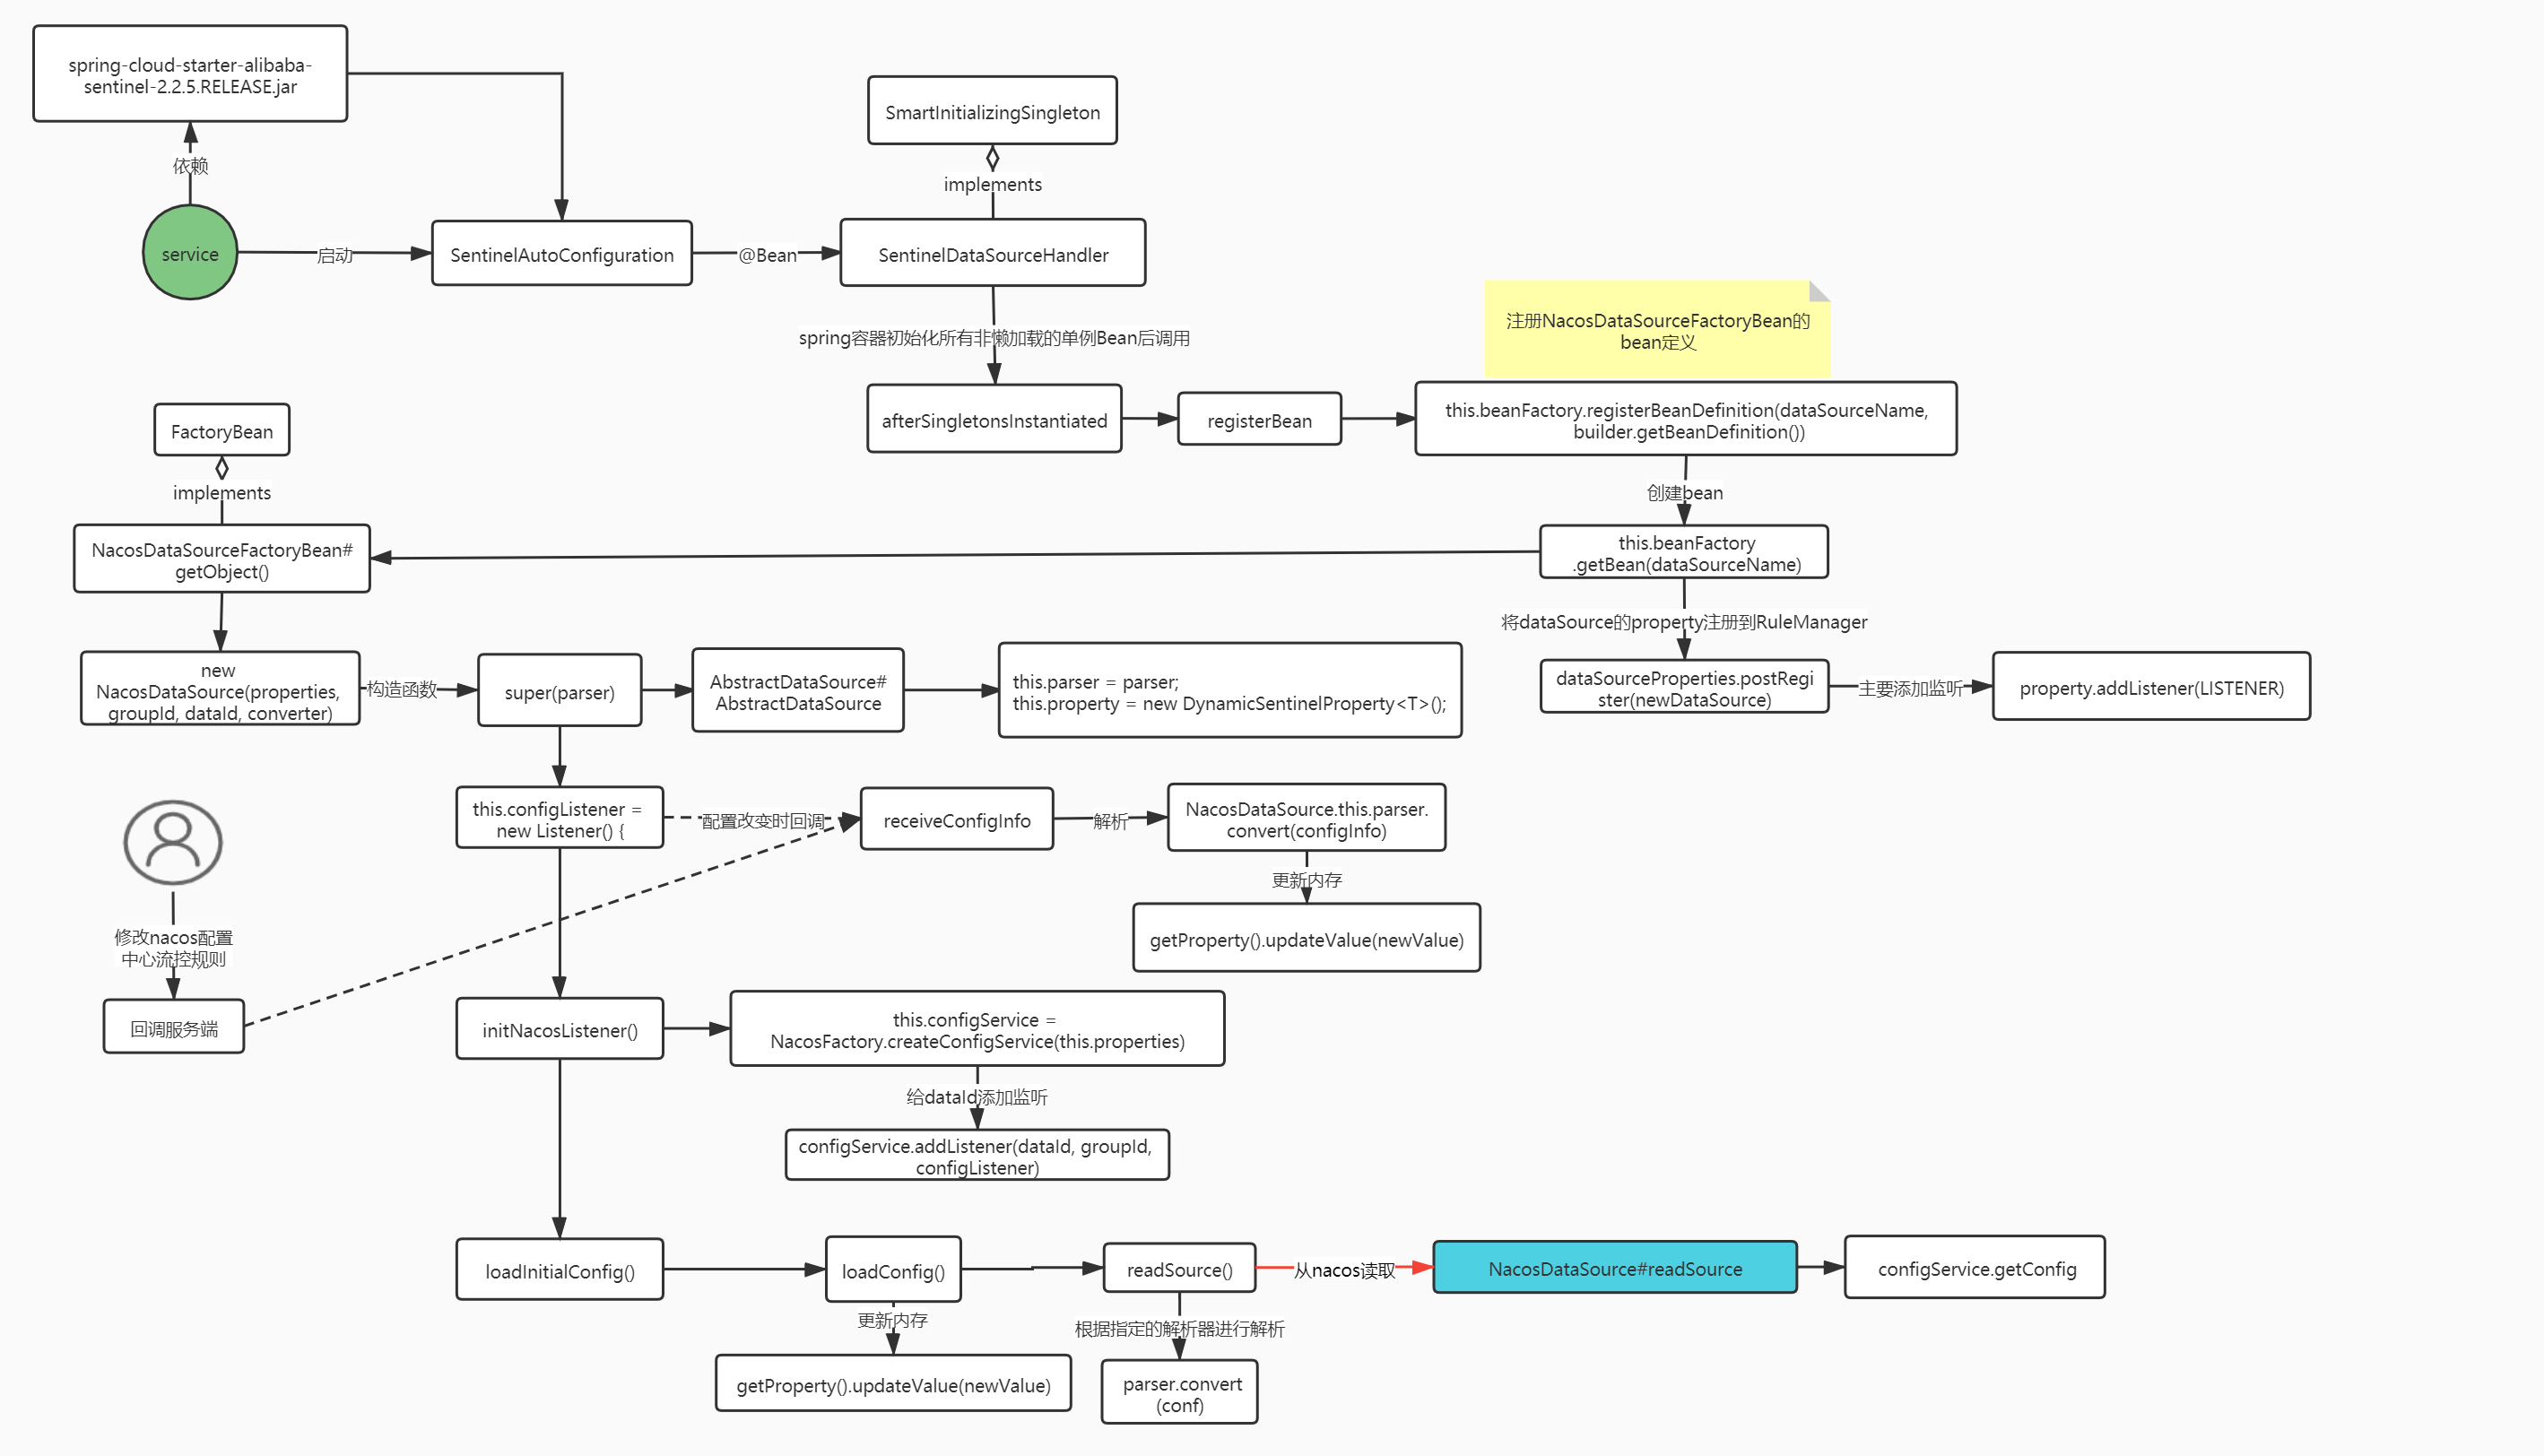 spring-cloud-starter-alibaba-
sentinel-2.2.5.RELEASE.jar
依赖
service
启动
SentinelAutoConfiguration
@Bean
SmartInitializingSingleton
implements
SentinelDataSourceHandler
spring容器初始化所有非懒加载的单例Bean后调用
afterSingletonsInstantiated
registerBean
注册NacosDataSourceFactoryBean的
bean定义
this.beanFactory.registerBeanDefinition(dataSourceName,
builder.getBeanDefinition())
创建bean
this.beanFactory
.getBean(dataSourceName)
将dataSource的property注册到RuleManager
dataSourceProperties.postRegi
ster(newDataSource)
主要添加监听
property.addListener(LISTENER)
FactoryBean
implements
NacosDataSourceFactoryBean#
getObject()
new
NacosDataSource(properties,
groupId, dataId, converter)
构造函数
super(parser)
AbstractDataSource#
AbstractDataSource
this.parser = parser;
this.property = new DynamicSentinelProperty<T>();
this.configListener =
new Listener() {
配置改变时回调
receiveConfigInfo
解析
NacosDataSource.this.parser.
convert(configInfo)
更新内存
getProperty().updateValue(newValue)
修改nacos配置
中心流控规则
回调服务端
initNacosListener()
this.configService =
NacosFactory.createConfigService(this.properties)
给dataId添加监听
configService.addListener(dataId, groupId,
configListener)
loadInitialConfig()
loadConfig()
更新内存
getProperty().updateValue(newValue)
readSource()
根据指定的解析器进行解析
parser.convert
(conf)
从nacos读取
NacosDataSource#readSource
configService.getConfig